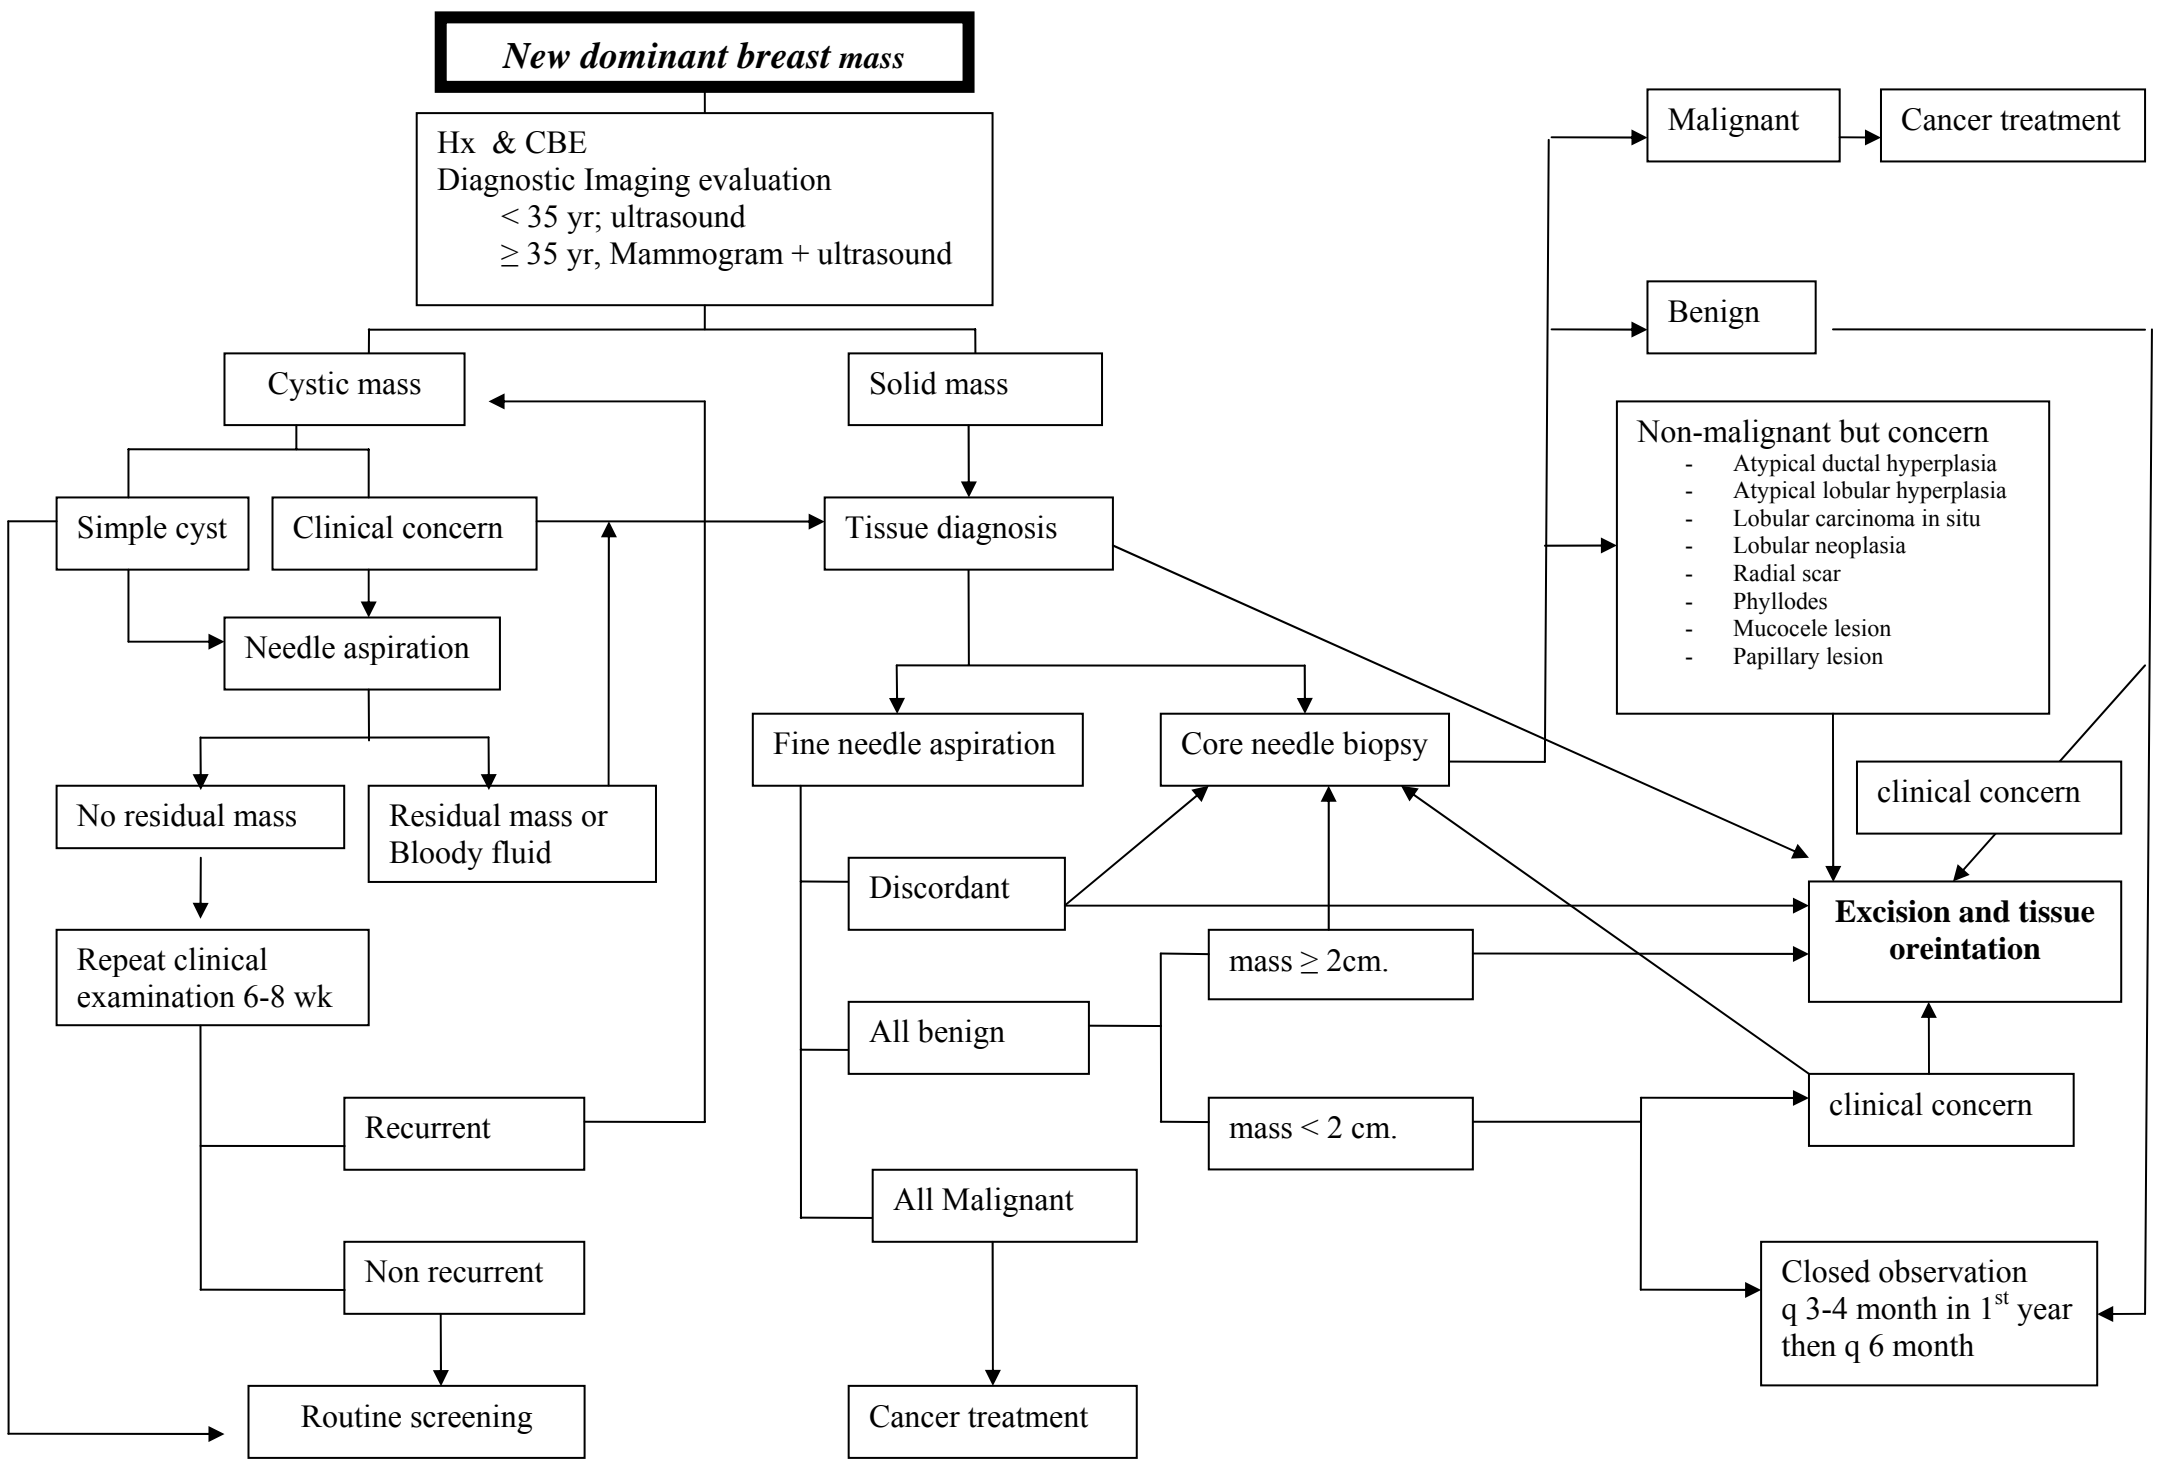 New dominant breast mass
Hx & CBE
Diagnostic Imaging evaluation
< 35 yr; ultrasound
≥ 35 yr, Mammogram + ultrasound
Cystic mass
Solid mass
Simple cyst
Clinical concern
Tissue diagnosis
Needle aspiration
Fine needle aspiration
Core needle biopsy
No residual mass
Residual mass or
Bloody fluid
Repeat clinical
examination 6-8 wk
Recurrent
Non recurrent
Routine screening
Discordant
All benign
mass ≥ 2cm.
mass < 2 cm.
All Malignant
Cancer treatment
Malignant
Cancer treatment
Benign
Non-malignant but concern
- Atypical ductal hyperplasia
- Atypical lobular hyperplasia
- Lobular carcinoma in situ
- Lobular neoplasia
- Radial scar
- Phyllodes
- Mucocele lesion
- Papillary lesion
clinical concern
Excision and tissue
oreintation
clinical concern
Closed observation
q 3-4 month in 1st year
then q 6 month